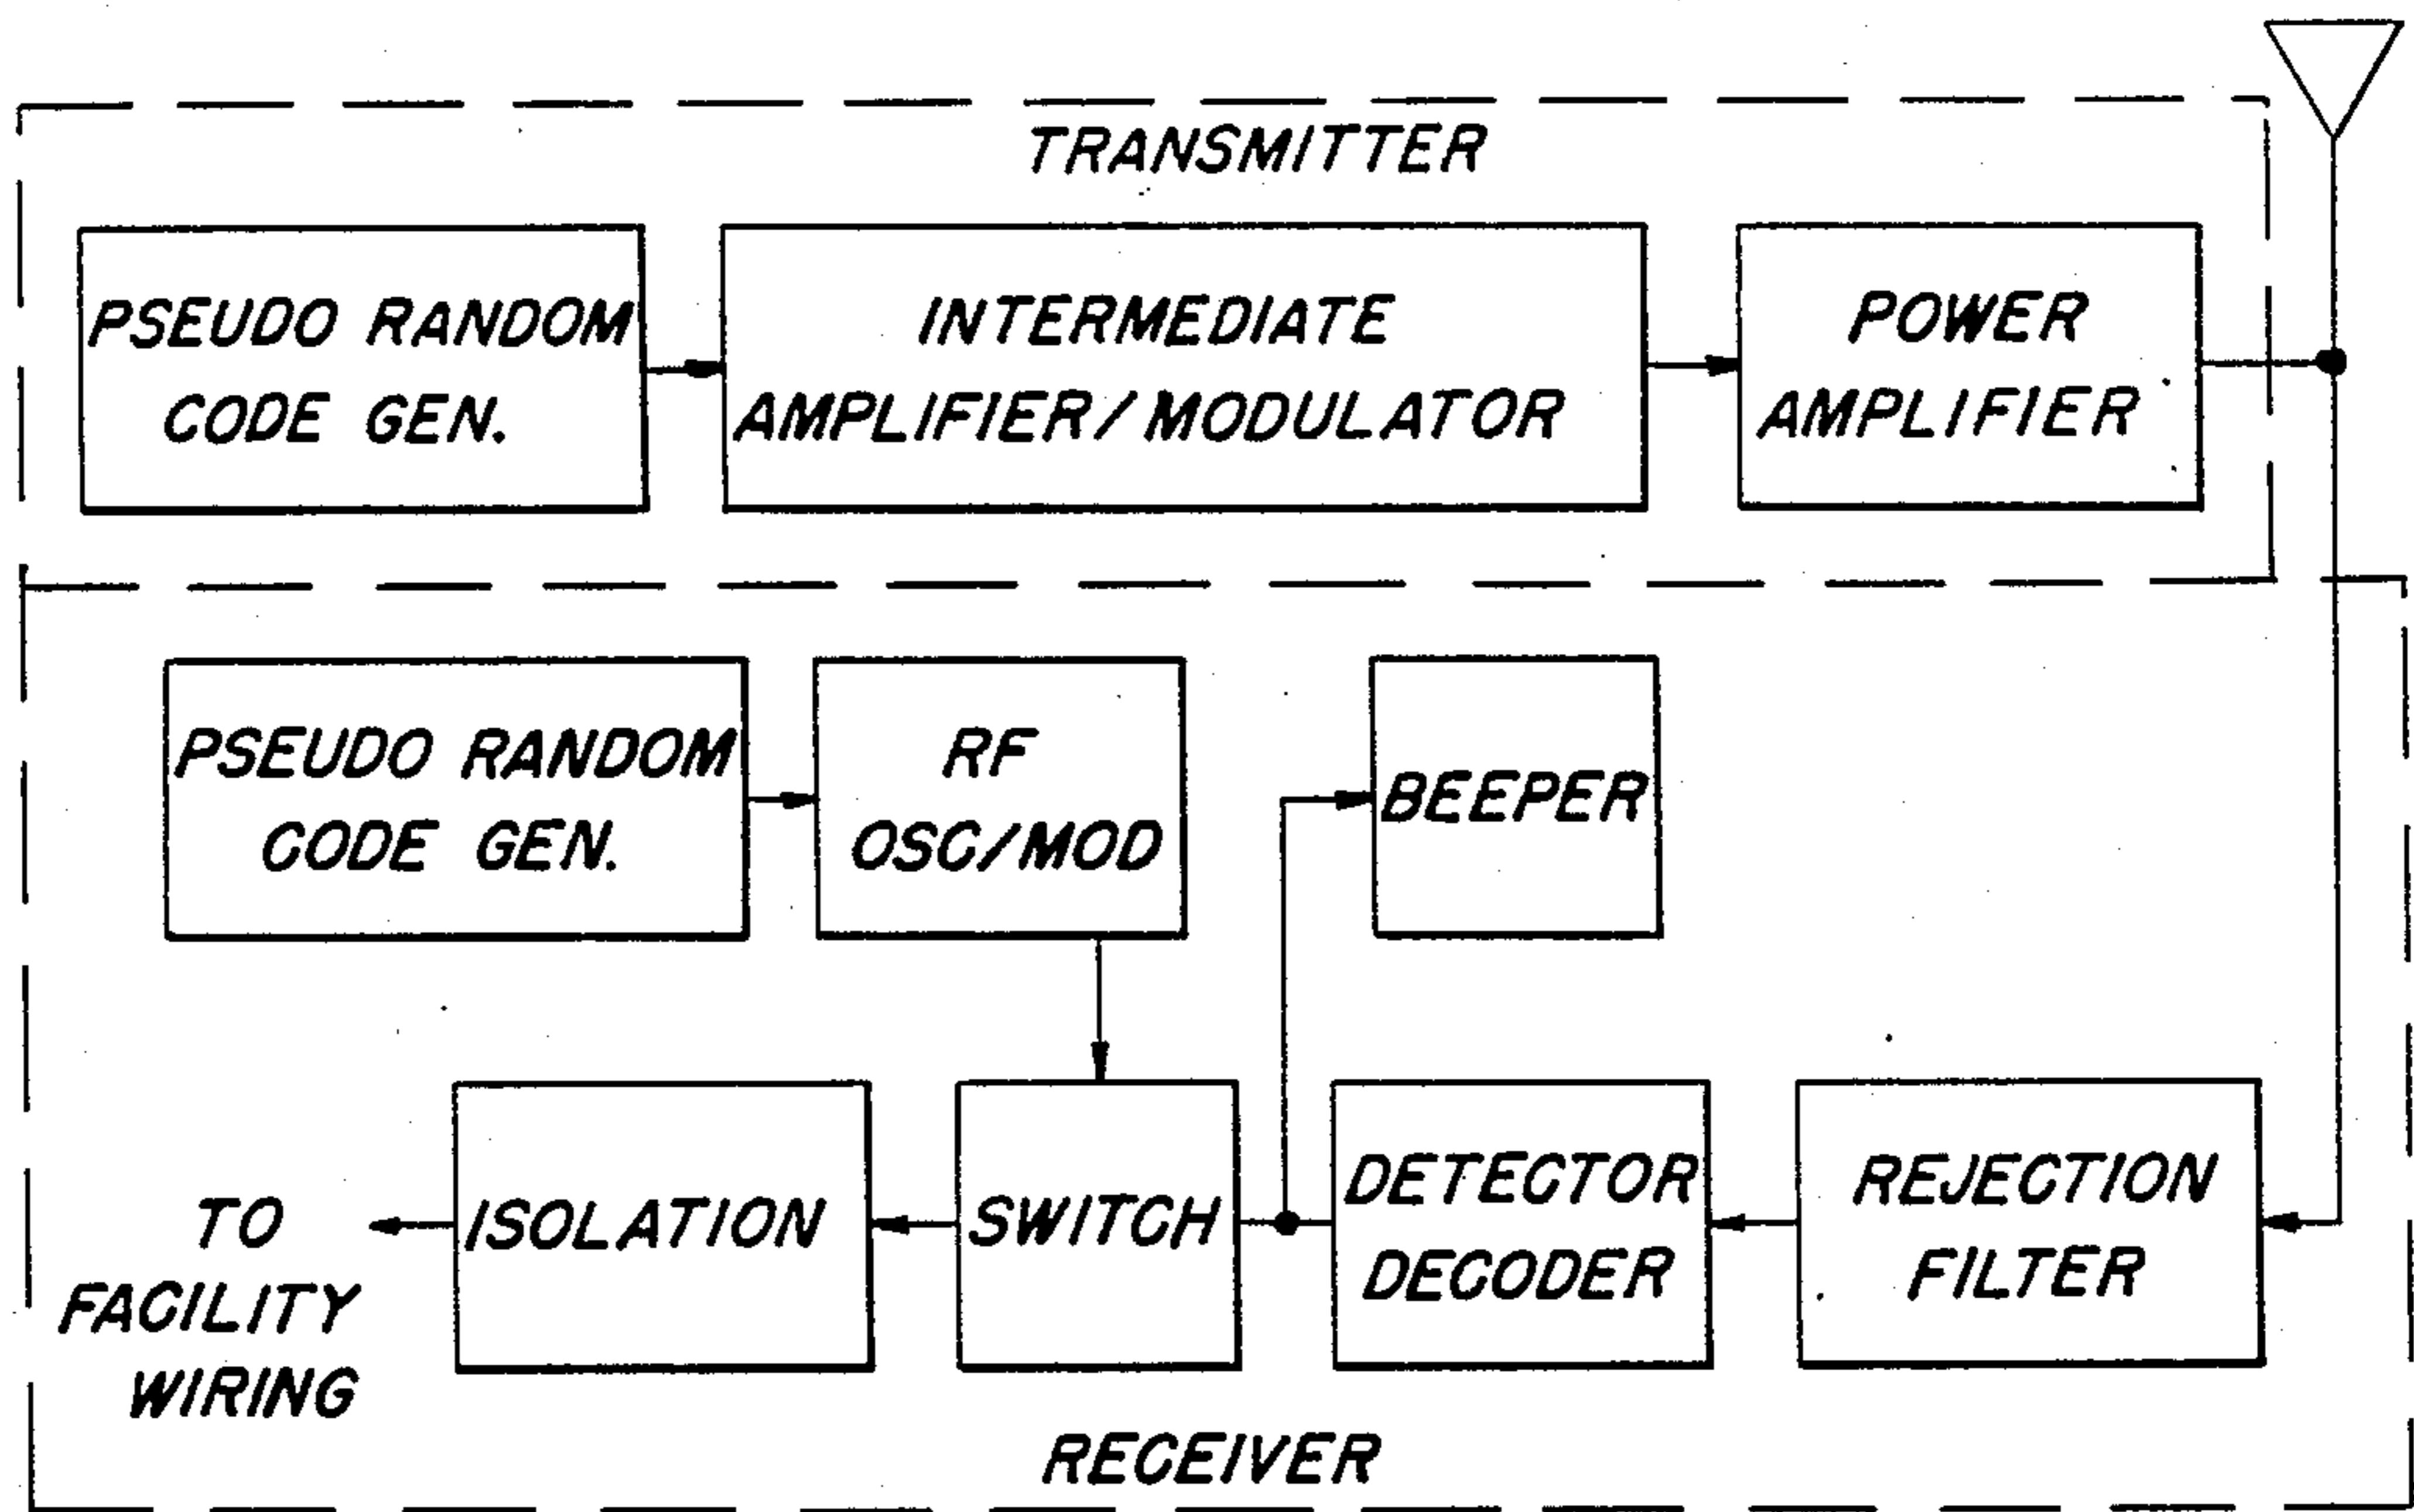 TRANSMITTER
PSEUDO RANDOM
CODE GEN.
INTERMEDIATE
AMPLIFIER/MODULATOR
POWER
AMPLIFIER
PSEUDO RANDOM
CODE GEN.
RF
OSC/MOD
BEEPER
TO
FACILITY
WIRING
ISOLATION
SWITCH
DETECTOR
DECODER
REJECTION
FILTER
RECEIVER